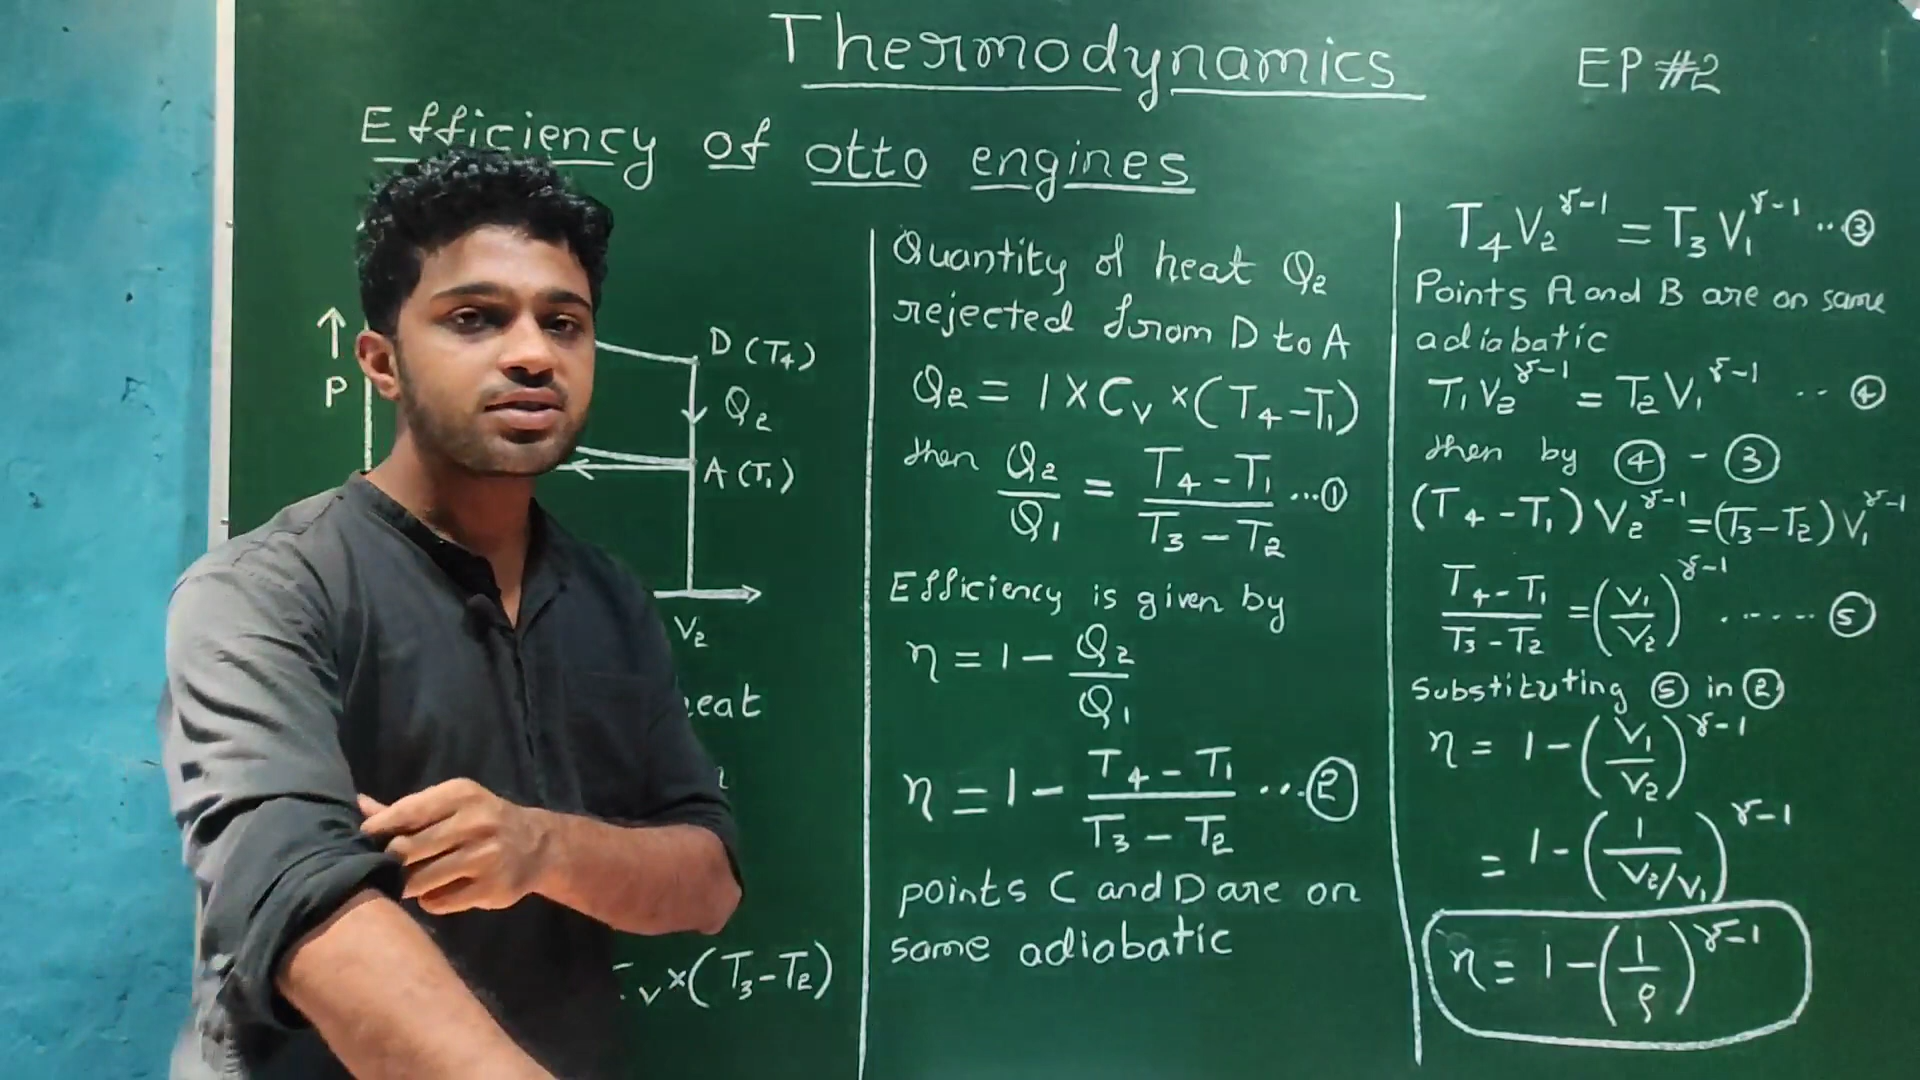 Thermodynamics
EP #2
Efficiency of otto engines
↑
P
D (T₄)
Q₂
A (T₁)
V₂
eat
ᵥ×(T₃–T₂)
Quantity of heat Q₂
rejected from D to A
Q₂ = 1×Cᵥ×(T₄–T₁)
then Q₂/Q₁ = (T₄–T₁)/(T₃–T₂) ...①
Efficiency is given by
η = 1 – Q₂/Q₁
η = 1 – (T₄–T₁)/(T₃–T₂) ...②
points C and D are on
same adiabatic
T₄V₂^(γ–1) = T₃V₁^(γ–1) ...③
Points A and B are on same
adiabatic
T₁V₂^(γ–1) = T₂V₁^(γ–1) .. ④
then by ④ – ③
(T₄–T₁)V₂^(γ–1) = (T₃–T₂)V₁^(γ–1)
(T₄–T₁)/(T₃–T₂) = (V₁/V₂)^(γ–1) ...... ⑤
Substituting ⑤ in ②
η = 1 – (V₁/V₂)^(γ–1)
= 1 – (1/(V₂/V₁))^(γ–1)
η = 1 – (1/ρ)^(γ–1)